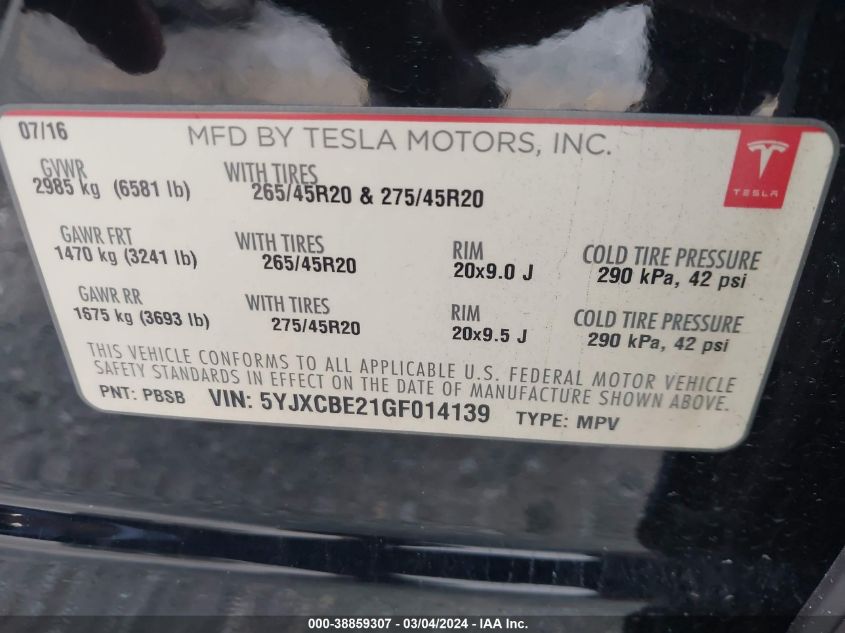 07/16
MFD BY TESLA MOTORS, INC.
TESLA
GVWR WITH TIRES
2985 kg (6581 lb) 265/45R20 & 275/45R20
GAWR FRT WITH TIRES RIM COLD TIRE PRESSURE
1470 kg (3241 lb) 265/45R20 20x9.0 J 290 kPa, 42 psi
GAWR RR WITH TIRES RIM COLD TIRE PRESSURE
1675 kg (3693 lb) 275/45R20 20x9.5 J 290 kPa, 42 psi
THIS VEHICLE CONFORMS TO ALL APPLICABLE U.S. FEDERAL MOTOR VEHICLE
SAFETY STANDARDS IN EFFECT ON THE DATE OF MANUFACTURE SHOWN ABOVE.
PNT: PBSB VIN: 5YJXCBE21GF014139 TYPE: MPV
000-38859307 - 03/04/2024 - IAA Inc.